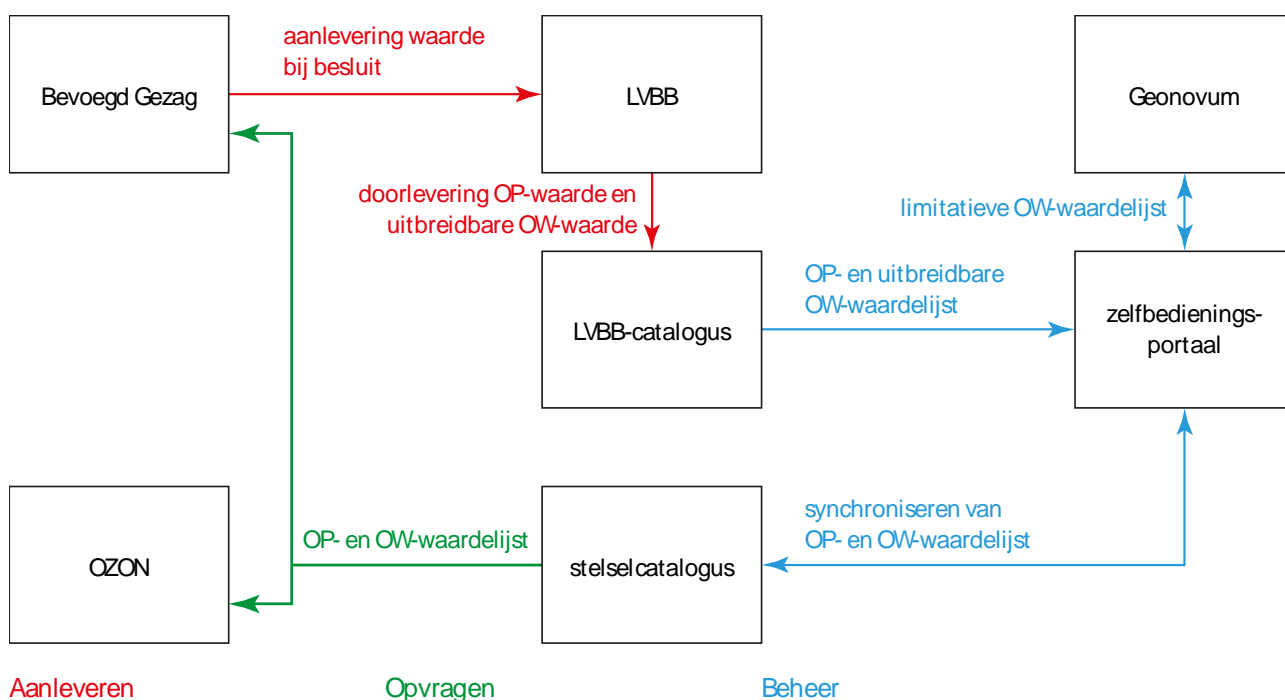 aanlevering waarde
bij besluit
Bevoegd Gezag
LVBB
Geonovum
doorlevering OP-waarde en
uitbreidbare OW-waarde
limitatieve OW-waardelijst
OP- en uitbreidbare
OW-waardelijst
LVBB-catalogus
zelfbedienings-
portaal
synchroniseren van
OP- en OW-waardelijst
OP- en OW-waardelijst
OZON
stelselcatalogus
Aanleveren
Opvragen
Beheer